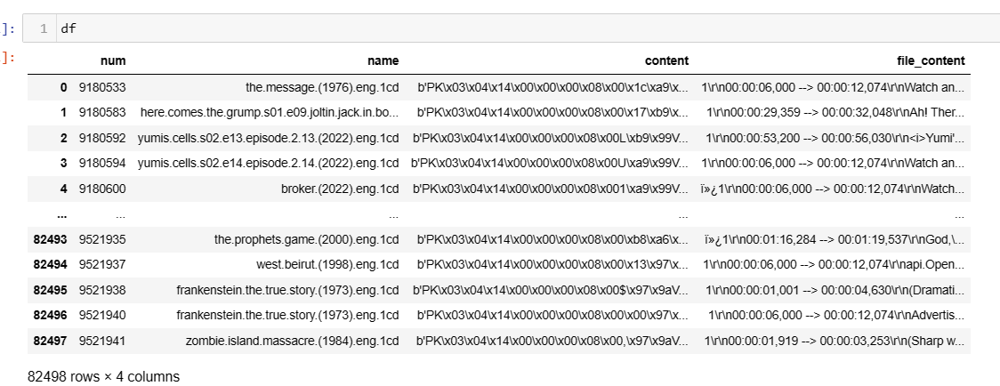 ]: 1 df
]:
num name content file_content
0 9180533 the.message.(1976).eng.1cd b'PK\x03\x04\x14\x00\x00\x00\x08\x00\x1c\xa9\x... 1\r\n00:00:06,000 --> 00:00:12,074\r\nWatch an...
1 9180583 here.comes.the.grump.s01.e09.joltin.jack.in.bo... b'PK\x03\x04\x14\x00\x00\x00\x08\x00\x17\xb9\x... 1\r\n00:00:29,359 --> 00:00:32,048\r\nAh! Ther...
2 9180592 yumis.cells.s02.e13.episode.2.13.(2022).eng.1cd b'PK\x03\x04\x14\x00\x00\x00\x08\x00L\xb9\x99V... 1\r\n00:00:53,200 --> 00:00:56,030\r\n<i>Yumi'...
3 9180594 yumis.cells.s02.e14.episode.2.14.(2022).eng.1cd b'PK\x03\x04\x14\x00\x00\x00\x08\x00U\xa9\x99V... 1\r\n00:00:06,000 --> 00:00:12,074\r\nWatch an...
4 9180600 broker.(2022).eng.1cd b'PK\x03\x04\x14\x00\x00\x00\x08\x001\xa9\x99V... ï»¿1\r\n00:00:06,000 --> 00:00:12,074\r\nWatch...
... ... ... ... ...
82493 9521935 the.prophets.game.(2000).eng.1cd b'PK\x03\x04\x14\x00\x00\x00\x08\x00\xb8\xa6\x... ï»¿1\r\n00:01:16,284 --> 00:01:19,537\r\nGod,\...
82494 9521937 west.beirut.(1998).eng.1cd b'PK\x03\x04\x14\x00\x00\x00\x08\x00\x13\x97\x... 1\r\n00:00:06,000 --> 00:00:12,074\r\napi.Open...
82495 9521938 frankenstein.the.true.story.(1973).eng.1cd b'PK\x03\x04\x14\x00\x00\x00\x08\x00$\x97\x9aV... 1\r\n00:00:01,001 --> 00:00:04,630\r\n(Dramati...
82496 9521940 frankenstein.the.true.story.(1973).eng.1cd b'PK\x03\x04\x14\x00\x00\x00\x08\x00\x00\x97\x... 1\r\n00:00:06,000 --> 00:00:12,074\r\nAdvertis...
82497 9521941 zombie.island.massacre.(1984).eng.1cd b'PK\x03\x04\x14\x00\x00\x00\x08\x00,\x97\x9aV... 1\r\n00:00:01,919 --> 00:00:03,253\r\n(Sharp w...
82498 rows × 4 columns